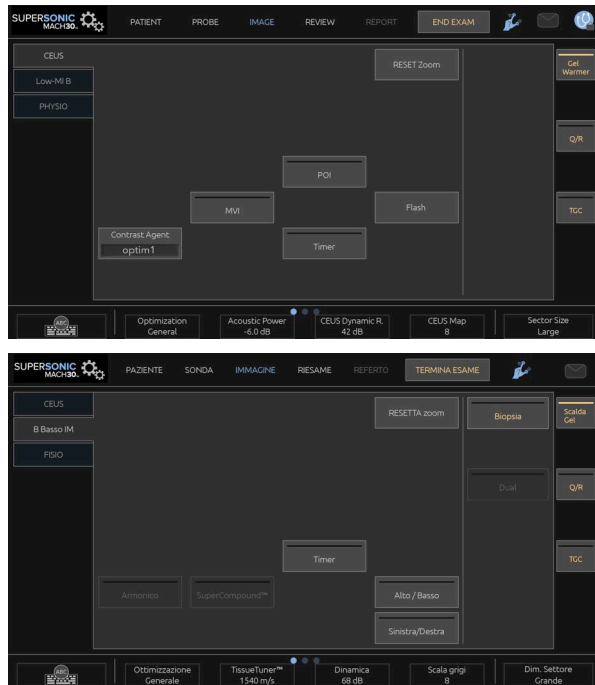 SUPERSONIC
MACH30.
PATIENT
PROBE
IMAGE
REVIEW
REPORT
END EXAM
CEUS
Low-MI B
PHYSIO
RESET Zoom
Gel
Warmer
Q/R
POI
MVI
Flash
TGC
Contrast Agent
optim1
Timer
ABC
Optimization
General
Acoustic Power
-6.0 dB
CEUS Dynamic R.
42 dB
CEUS Map
8
Sector Size
Large
SUPERSONIC
MACH30.
PAZIENTE
SONDA
IMMAGINE
RIESAME
REFERTO
TERMINA ESAME
CEUS
B Basso IM
FISIO
RESETTA zoom
Biopsia
Scalda
Gel
Dual
Q/R
Timer
TGC
Armonico
SuperCompound™
Alto / Basso
Sinistra/Destra
ABC
Ottimizzazione
Generale
TissueTuner™
1540 m/s
Dinamica
68 dB
Scala grigi
8
Dim. Settore
Grande